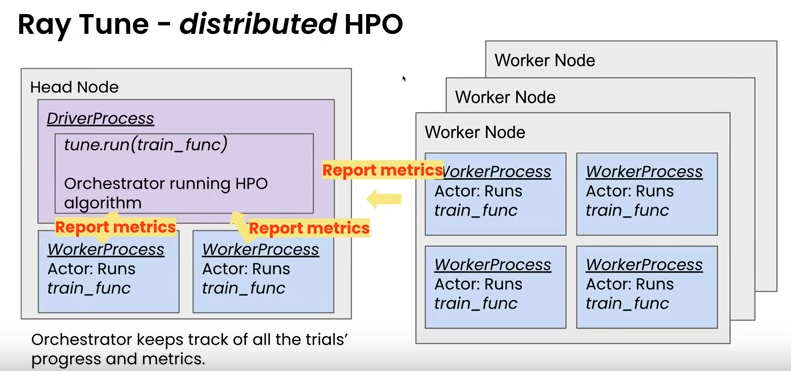 Ray Tune - distributed HPO
Head Node
DriverProcess
tune.run(train_func)
Orchestrator running HPO
algorithm
Report metrics
Report metrics
WorkerProcess
Actor: Runs
train_func
WorkerProcess
Actor: Runs
train_func
Orchestrator keeps track of all the trials'
progress and metrics.
Report metrics
Worker Node
Worker Node
Worker Node
WorkerProcess
Actor: Runs
train_func
WorkerProcess
Actor: Runs
train_func
WorkerProcess
Actor: Runs
train_func
WorkerProcess
Actor: Runs
train_func